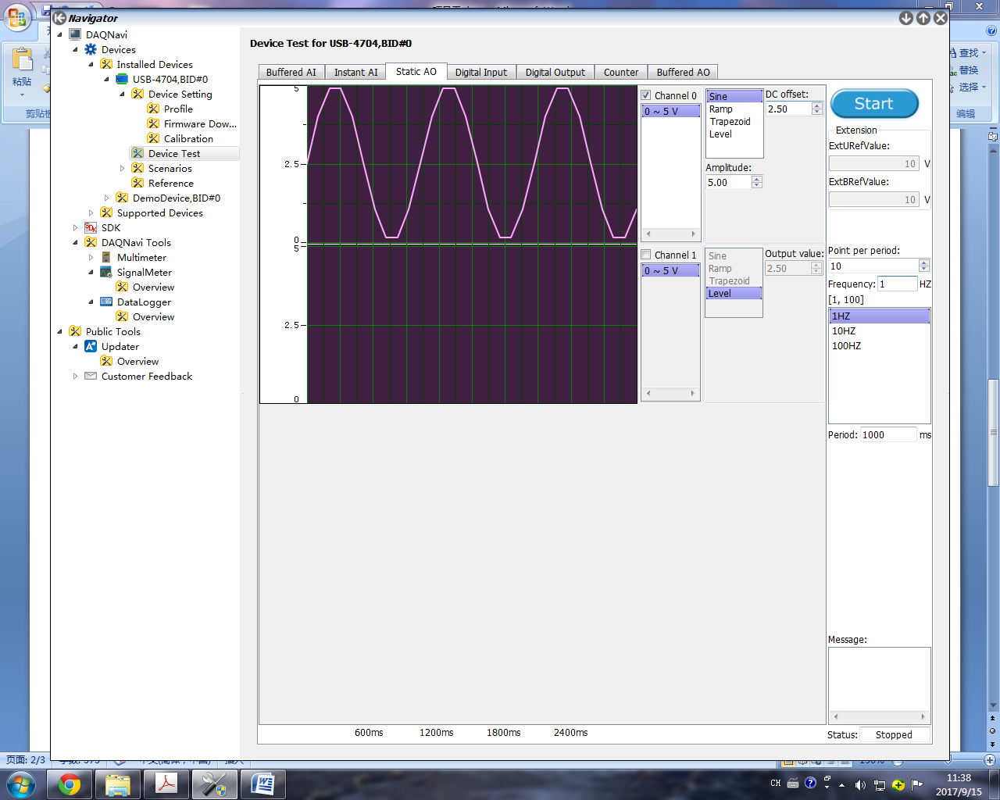 Navigator
DAQNavi
Devices
Installed Devices
USB-4704,BID#0
Device Setting
Profile
Firmware Dow...
Calibration
Device Test
Scenarios
Reference
DemoDevice,BID#0
Supported Devices
SDK
DAQNavi Tools
Multimeter
SignalMeter
Overview
DataLogger
Overview
Public Tools
Updater
Overview
Customer Feedback
Device Test for USB-4704,BID#0
Buffered AI
Instant AI
Static AO
Digital Input
Digital Output
Counter
Buffered AO
5
2.5
0
5
2.5
0
Channel 0
0 ~ 5 V
Sine
Ramp
Trapezoid
Level
DC offset:
2.50
Amplitude:
5.00
Channel 1
0 ~ 5 V
Sine
Ramp
Trapezoid
Level
Output value:
2.50
Start
Extension
ExtURefValue:
10 V
ExtBRefValue:
10 V
Point per period:
10
Frequency: 1 HZ
[1, 100]
1HZ
10HZ
100HZ
Period: 1000 ms
Message:
Status: Stopped
600ms 1200ms 1800ms 2400ms
粘贴
剪贴板
查找
替换
选择
编辑
页面: 2/3
CH
11:38
2017/9/15